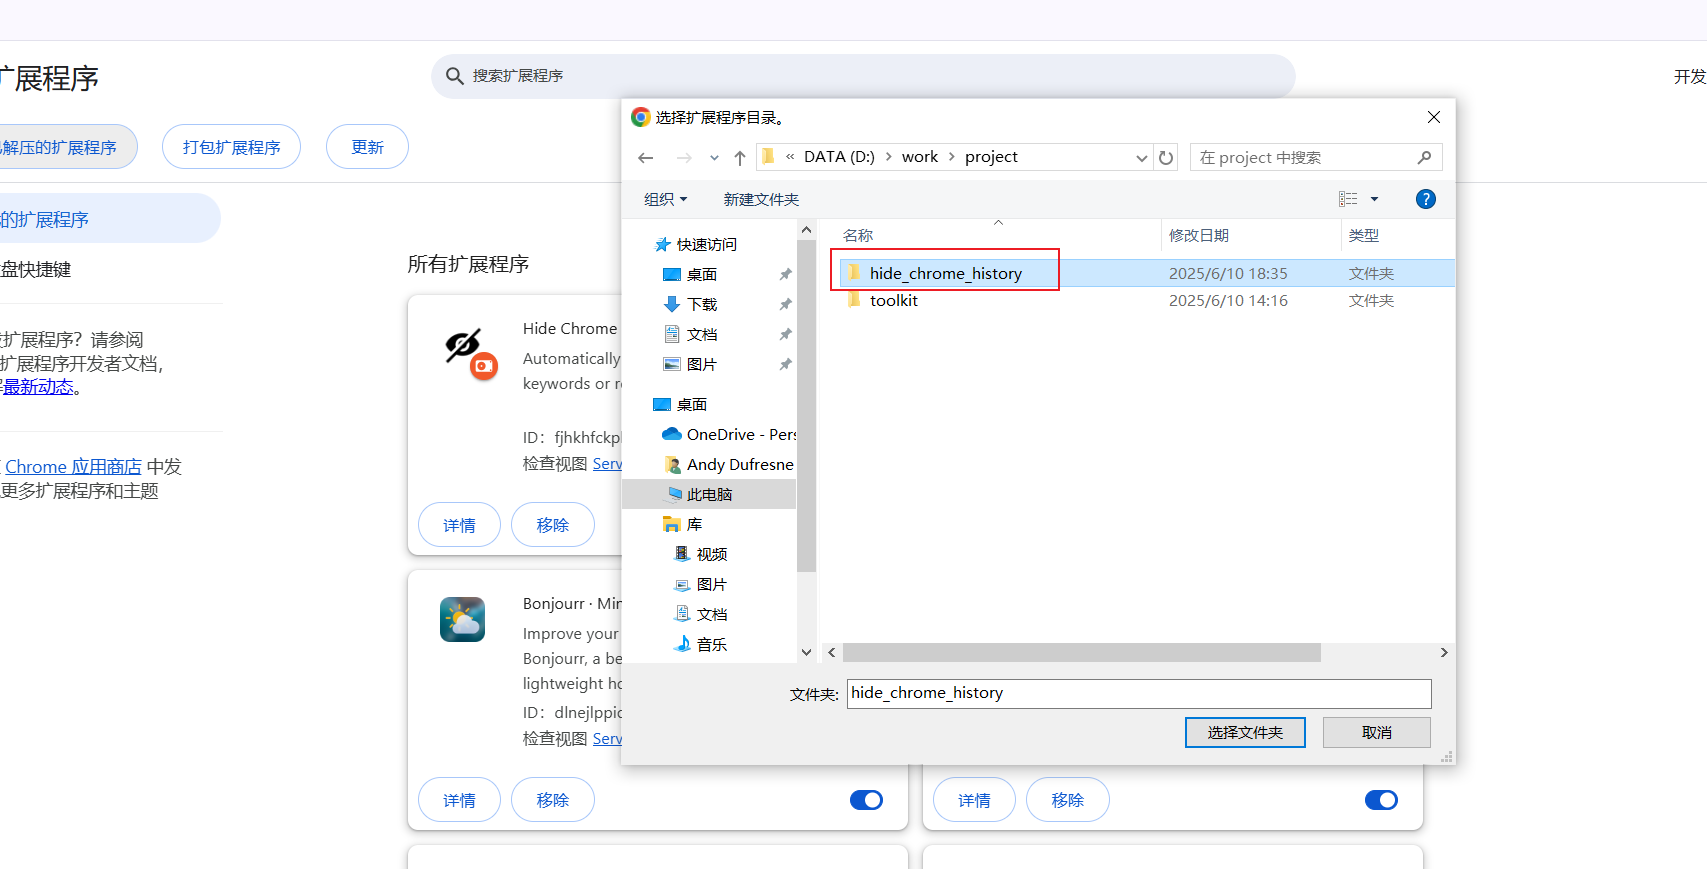 扩展程序
搜索扩展程序
开发
解压的扩展程序
打包扩展程序
更新
的扩展程序
盘快捷键
扩展程序？请参阅
扩展程序开发者文档，
最新动态。
Chrome 应用商店 中发
更多扩展程序和主题
所有扩展程序
Hide Chrome
Automatically
keywords or r
ID： fjhkhfckp
检查视图 Serv
详情
移除
Bonjourr · Min
Improve your
Bonjourr, a be
lightweight ho
ID： dlnejlppic
检查视图 Serv
详情
移除
详情
移除
选择扩展程序目录。
« DATA (D:) › work › project
在 project 中搜索
组织
新建文件夹
?
快速访问
桌面
下载
文档
图片
桌面
OneDrive - Pers
Andy Dufresne
此电脑
库
视频
图片
文档
音乐
名称
修改日期
类型
hide_chrome_history
2025/6/10 18:35
文件夹
toolkit
2025/6/10 14:16
文件夹
文件夹:
hide_chrome_history
选择文件夹
取消